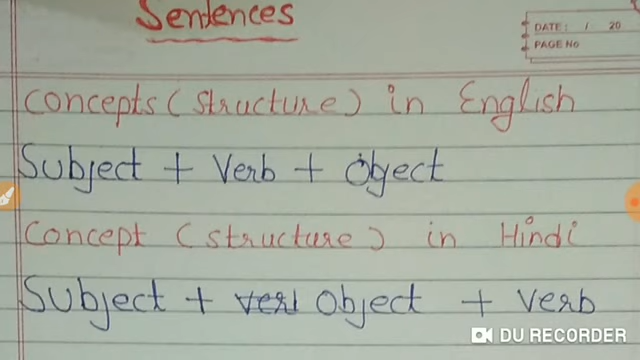 Sentences
DATE: / 20
PAGE NO
Concepts (structure) in English
Subject + Verb + Object
Concept (structure) in Hindi
Subject + Object + Verb
DU RECORDER